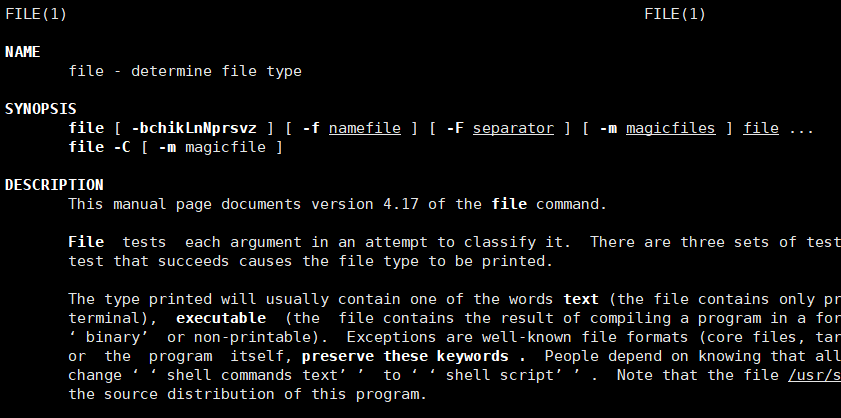 FILE(1) FILE(1)
NAME
file - determine file type
SYNOPSIS
file [ -bchikLnNprsvz ] [ -f namefile ] [ -F separator ] [ -m magicfiles ] file ...
file -C [ -m magicfile ]
DESCRIPTION
This manual page documents version 4.17 of the file command.
File tests each argument in an attempt to classify it. There are three sets of test
test that succeeds causes the file type to be printed.
The type printed will usually contain one of the words text (the file contains only pr
terminal), executable (the file contains the result of compiling a program in a for
‘ binary’ or non-printable). Exceptions are well-known file formats (core files, tar
or the program itself, preserve these keywords . People depend on knowing that all
change ‘ ‘ shell commands text’ ’ to ‘ ‘ shell script’ ’ . Note that the file /usr/s
the source distribution of this program.